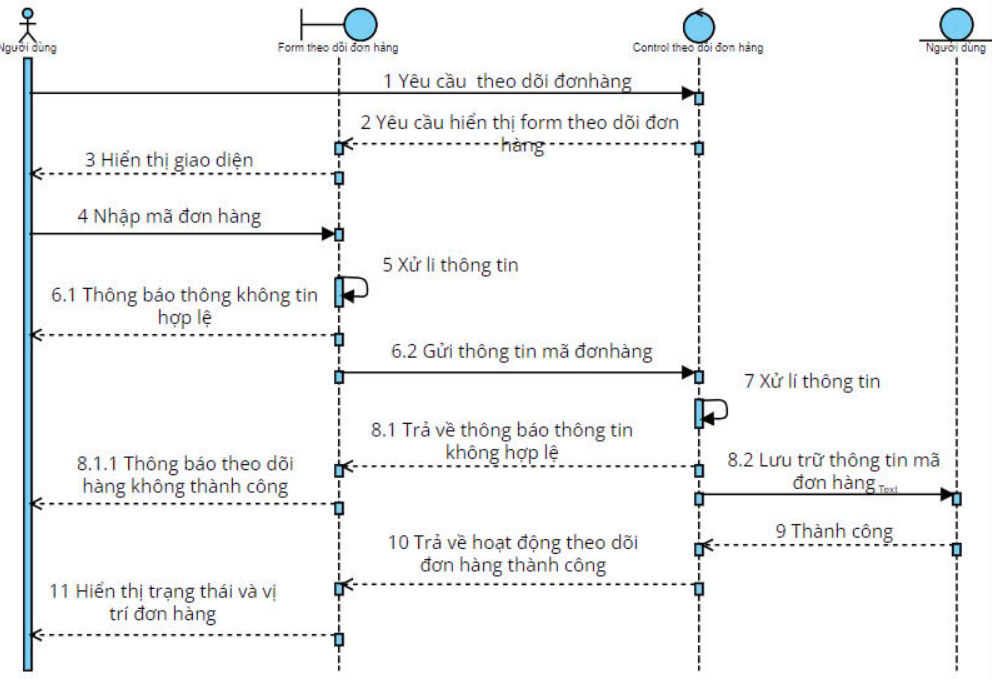 Người dùng
Form theo dõi đơn hàng
Control theo dõi đơn hàng
Người dùng
1 Yêu cầu theo dõi đơnhàng
2 Yêu cầu hiển thị form theo dõi đơn
hàng
3 Hiển thị giao diện
4 Nhập mã đơn hàng
5 Xử li thông tin
6.1 Thông báo thông không tin
hợp lệ
6.2 Gửi thông tin mã đơnhàng
7 Xử lí thông tin
8.1 Trả về thông báo thông tin
không hợp lệ
8.1.1 Thông báo theo dõi
hàng không thành công
8.2 Lưu trữ thông tin mã
đơn hàng
Text
9 Thành công
10 Trả về hoạt động theo dõi
đơn hàng thành công
11 Hiển thị trạng thái và vị
trí đơn hàng